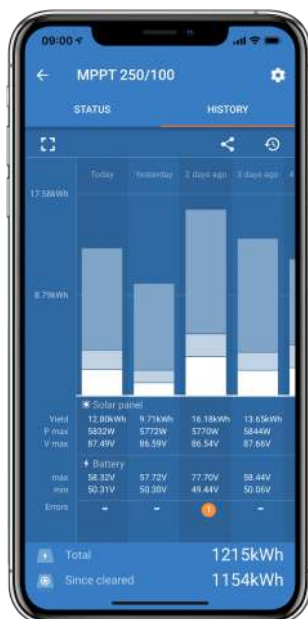 09:00
MPPT 250/100
STATUS HISTORY
Today Yesterday 2 days ago 3 days ago 4
17.58kWh
8.79kWh
Solar panel
Yield 12.80kWh 9.71kWh 16.18kWh 13.65kWh
P max 5832W 5772W 5770W 5844W
V max 87.49V 86.59V 86.54V 87.66V
Battery
max 58.32V 57.72V 77.70V 58.44V
min 50.31V 50.30V 49.44V 50.06V
Errors - - 1 -
Total 1215kWh
Since cleared 1154kWh